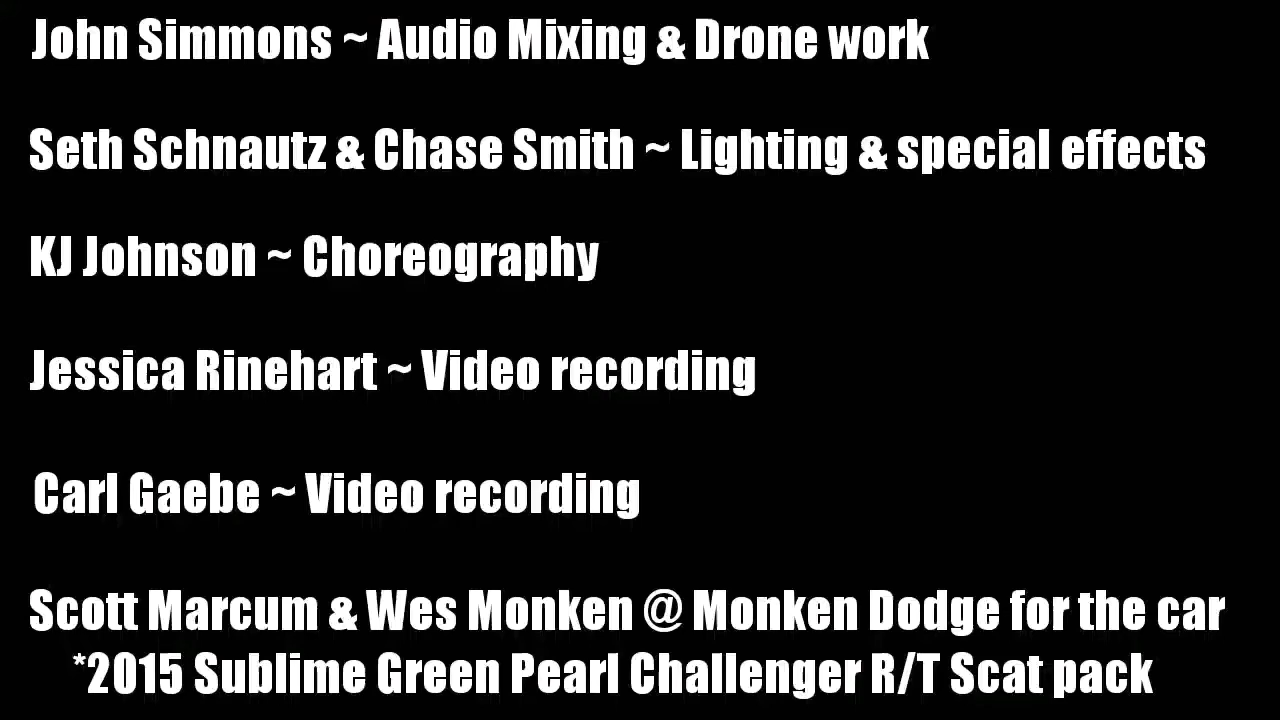 John Simmons ~ Audio Mixing & Drone work
Seth Schnautz & Chase Smith ~ Lighting & special effects
KJ Johnson ~ Choreography
Jessica Rinehart ~ Video recording
Carl Gaebe ~ Video recording
Scott Marcum & Wes Monken @ Monken Dodge for the car
*2015 Sublime Green Pearl Challenger R/T Scat pack